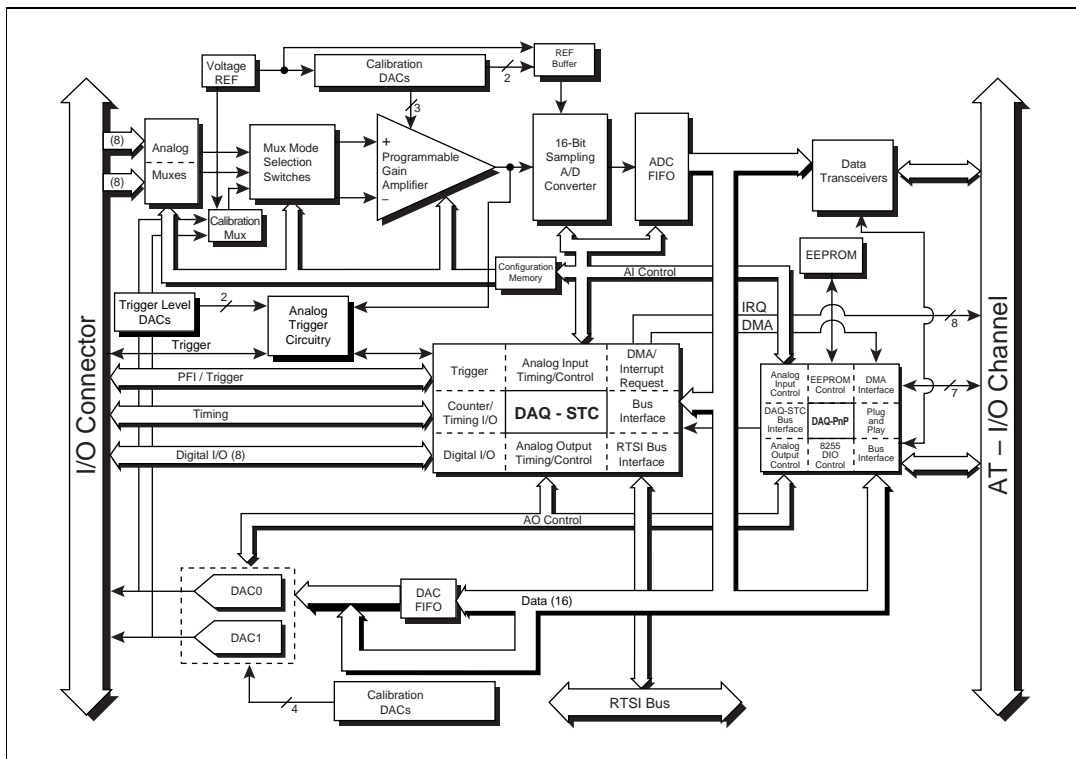 Voltage
REF
Calibration
DACs
2
REF
Buffer
3
(8)
(8)
Analog
Muxes
Mux Mode
Selection
Switches
+
Programmable
Gain
Amplifier
–
16-Bit
Sampling
A/D
Converter
ADC
FIFO
Data
Transceivers
Calibration
Mux
Configuration
Memory
AI Control
EEPROM
Trigger Level
DACs
2
Analog
Trigger
Circuitry
Trigger
IRQ
DMA
8
I/O Connector
AT – I/O Channel
PFI / Trigger
Timing
Digital I/O (8)
Trigger
Analog Input
Timing/Control
DMA/
Interrupt
Request
Counter/
Timing I/O
DAQ - STC
Bus
Interface
Digital I/O
Analog Output
Timing/Control
RTSI Bus
Interface
Analog
Input
Control
EEPROM
Control
DMA
Interface
DAQ-STC
Bus
Interface
DAQ-PnP
Plug
and
Play
Analog
Output
Control
8255
DIO
Control
Bus
Interface
7
AO Control
DAC0
DAC1
DAC
FIFO
Data (16)
4
Calibration
DACs
RTSI Bus